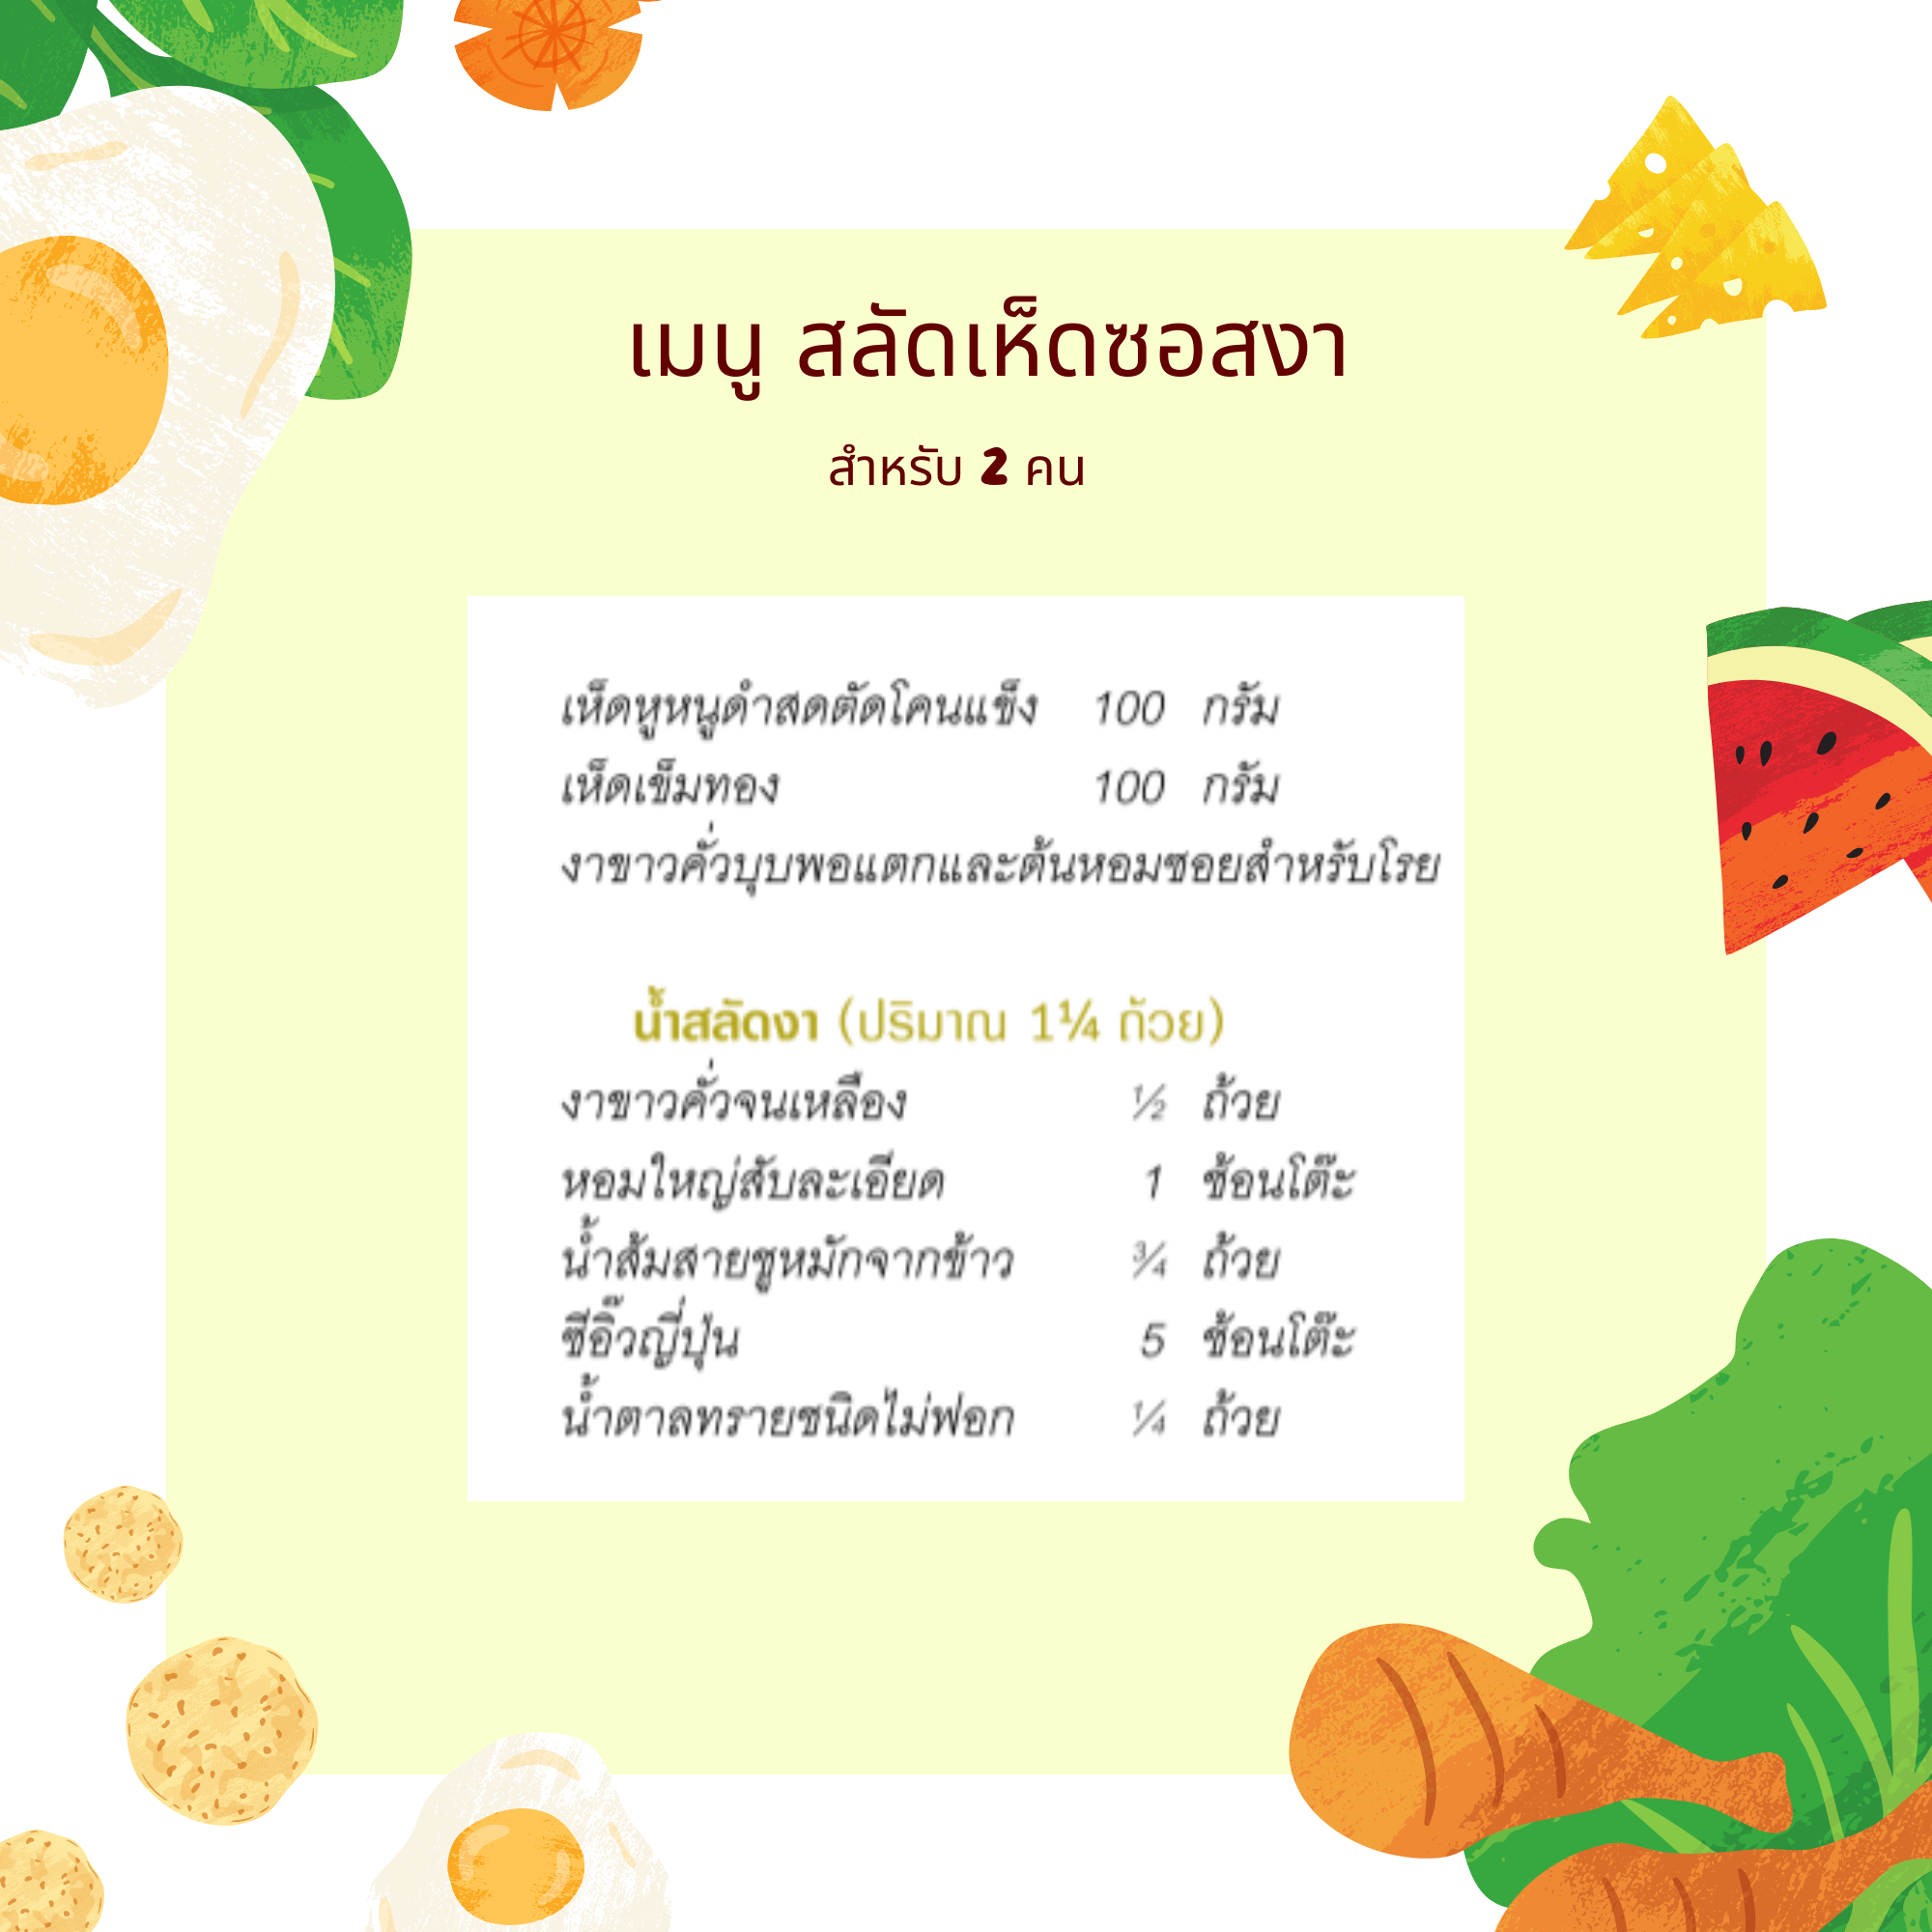 เมนู สลัดเห็ดซอสงา
สำหรับ 2 คน
เห็ดหูหนูดำสดตัดโคนแข็ง 100 กรัม
เห็ดเข็มทอง 100 กรัม
งาขาวคั่วบุบพอแตกและต้นหอมซอยสำหรับโรย
น้ำสลัดงา (ปริมาณ 1¼ ถ้วย)
งาขาวคั่วจนเหลือง ½ ถ้วย
หอมใหญ่สับละเอียด 1 ช้อนโต๊ะ
น้ำส้มสายชูหมักจากข้าว ¾ ถ้วย
ซีอิ๊วญี่ปุ่น 5 ช้อนโต๊ะ
น้ำตาลทรายชนิดไม่ฟอก ¼ ถ้วย